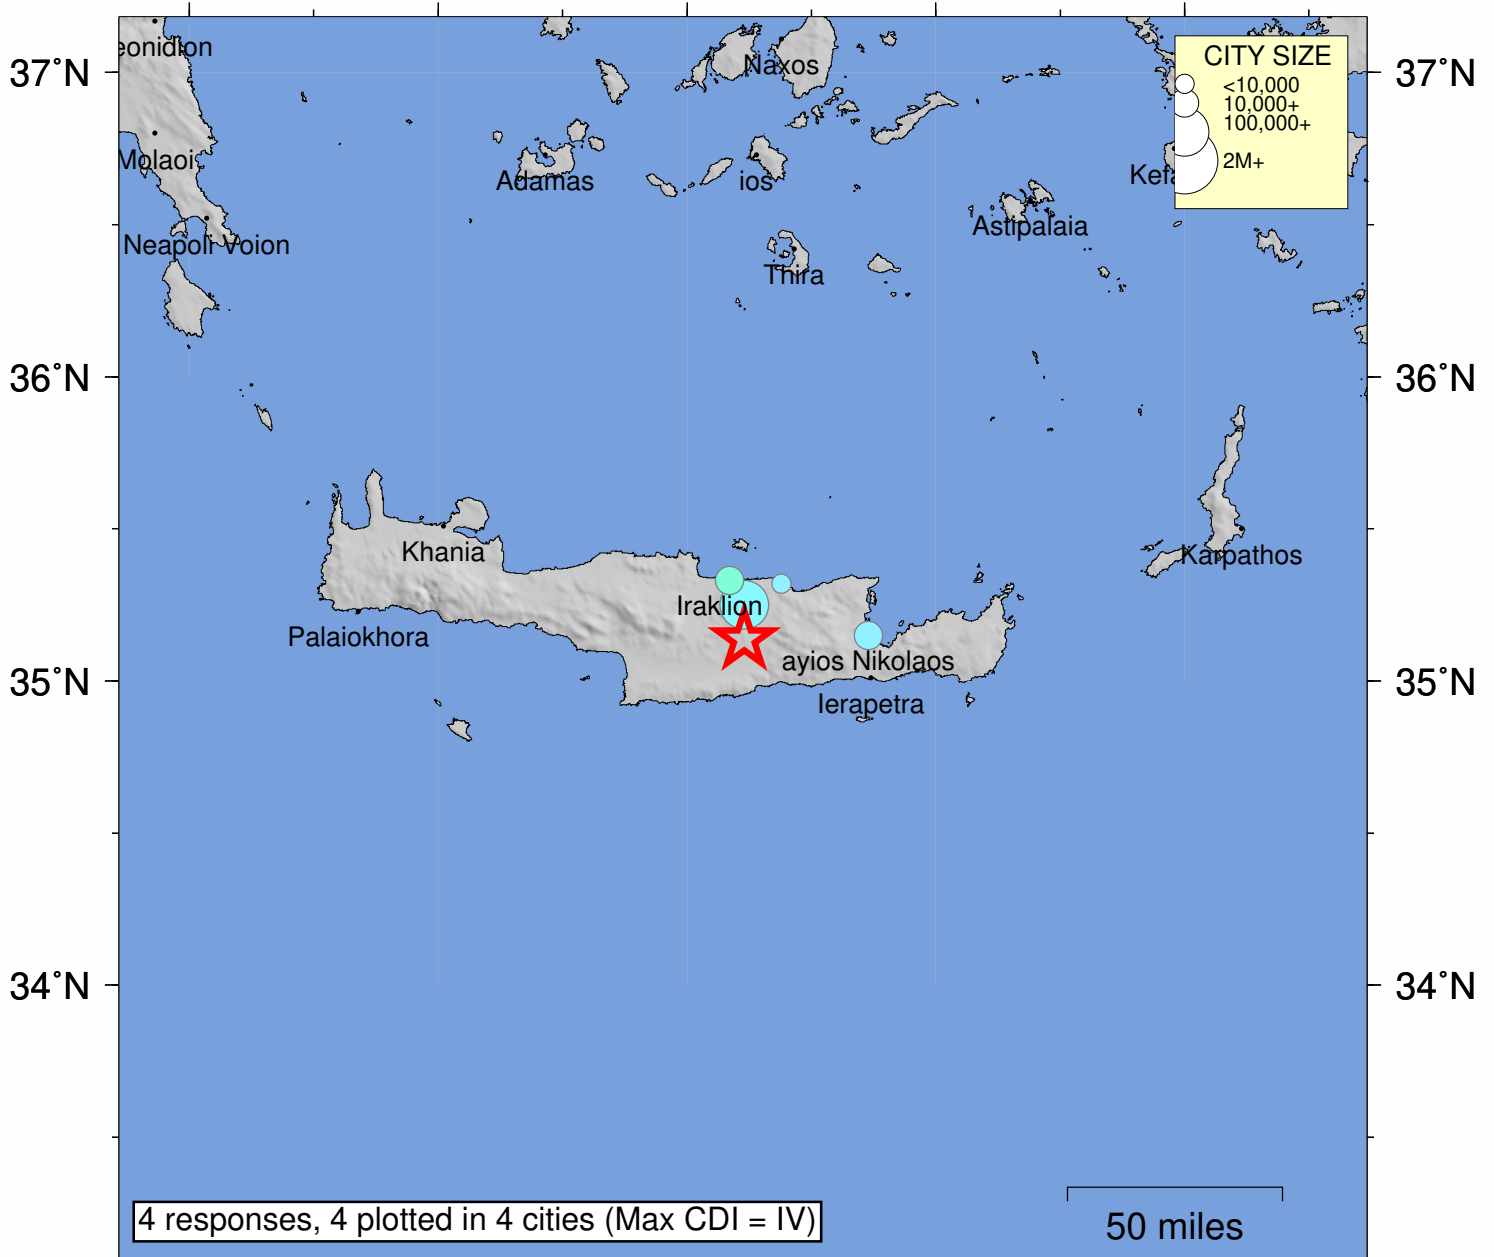 eonidion
37°N
37°N
Naxos
CITY SIZE
<10,000
10,000+
100,000+
2M+
Molaoi
Adamas
ios
Kefa
Astipalaia
Neapoli Voion
Thira
36°N
36°N
Khania
Karpathos
Iraklion
Palaiokhora
ayios Nikolaos
35°N
35°N
Ierapetra
34°N
34°N
4 responses, 4 plotted in 4 cities (Max CDI = IV)
50 miles